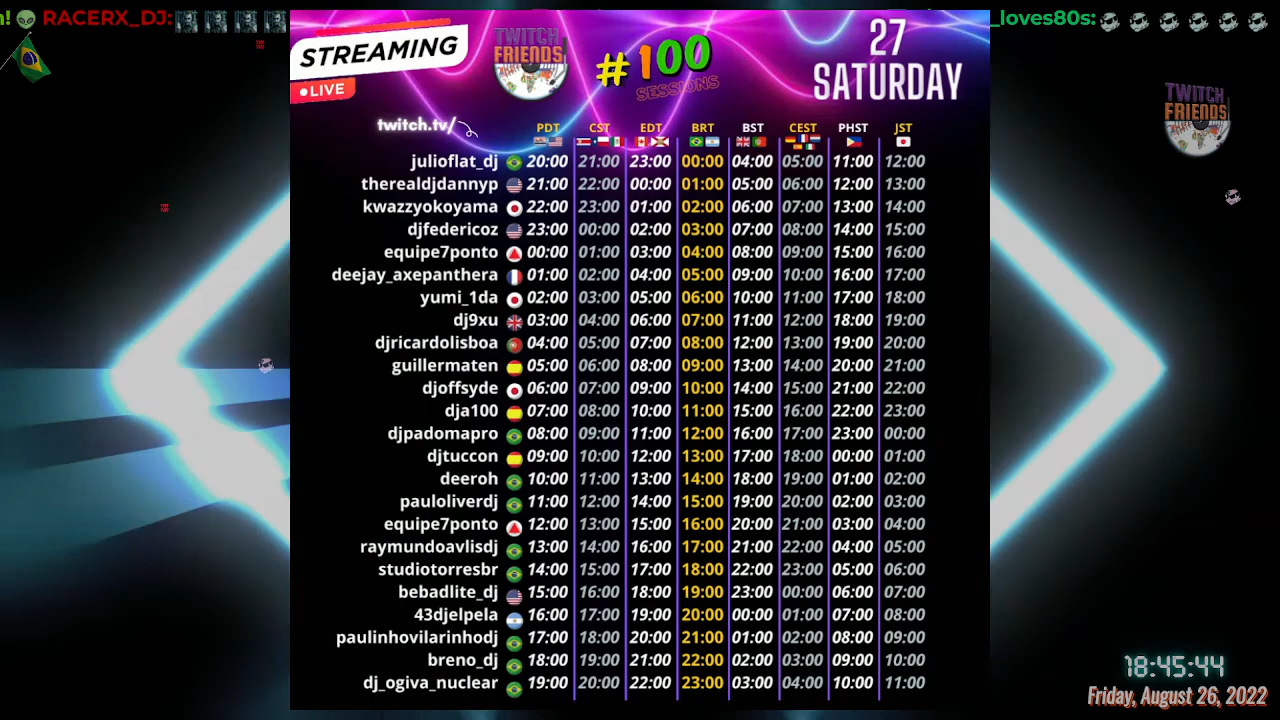 n! RACERX_DJ:
_loves80s:
STREAMING
LIVE
TWITCH
FRIENDS
#100
SESSIONS
27
SATURDAY
TWITCH
FRIENDS
twitch.tv/
PDT CST EDT BRT BST CEST PHST JST
julioflat_dj 20:00 21:00 23:00 00:00 04:00 05:00 11:00 12:00
therealdjdannyp 21:00 22:00 00:00 01:00 05:00 06:00 12:00 13:00
kwazzyokoyama 22:00 23:00 01:00 02:00 06:00 07:00 13:00 14:00
djfedericoz 23:00 00:00 02:00 03:00 07:00 08:00 14:00 15:00
equipe7ponto 00:00 01:00 03:00 04:00 08:00 09:00 15:00 16:00
deejay_axepanthera 01:00 02:00 04:00 05:00 09:00 10:00 16:00 17:00
yumi_1da 02:00 03:00 05:00 06:00 10:00 11:00 17:00 18:00
dj9xu 03:00 04:00 06:00 07:00 11:00 12:00 18:00 19:00
djricardolisboa 04:00 05:00 07:00 08:00 12:00 13:00 19:00 20:00
guillermaten 05:00 06:00 08:00 09:00 13:00 14:00 20:00 21:00
djoffsyde 06:00 07:00 09:00 10:00 14:00 15:00 21:00 22:00
dja100 07:00 08:00 10:00 11:00 15:00 16:00 22:00 23:00
djpadomapro 08:00 09:00 11:00 12:00 16:00 17:00 23:00 00:00
djtuccon 09:00 10:00 12:00 13:00 17:00 18:00 00:00 01:00
deeroh 10:00 11:00 13:00 14:00 18:00 19:00 01:00 02:00
pauloliverdj 11:00 12:00 14:00 15:00 19:00 20:00 02:00 03:00
equipe7ponto 12:00 13:00 15:00 16:00 20:00 21:00 03:00 04:00
raymundoavlisdj 13:00 14:00 16:00 17:00 21:00 22:00 04:00 05:00
studiotorresbr 14:00 15:00 17:00 18:00 22:00 23:00 05:00 06:00
bebadlite_dj 15:00 16:00 18:00 19:00 23:00 00:00 06:00 07:00
43djelpela 16:00 17:00 19:00 20:00 00:00 01:00 07:00 08:00
paulinhovilarinhodj 17:00 18:00 20:00 21:00 01:00 02:00 08:00 09:00
breno_dj 18:00 19:00 21:00 22:00 02:00 03:00 09:00 10:00
dj_ogiva_nuclear 19:00 20:00 22:00 23:00 03:00 04:00 10:00 11:00
18:45:44
Friday, August 26, 2022